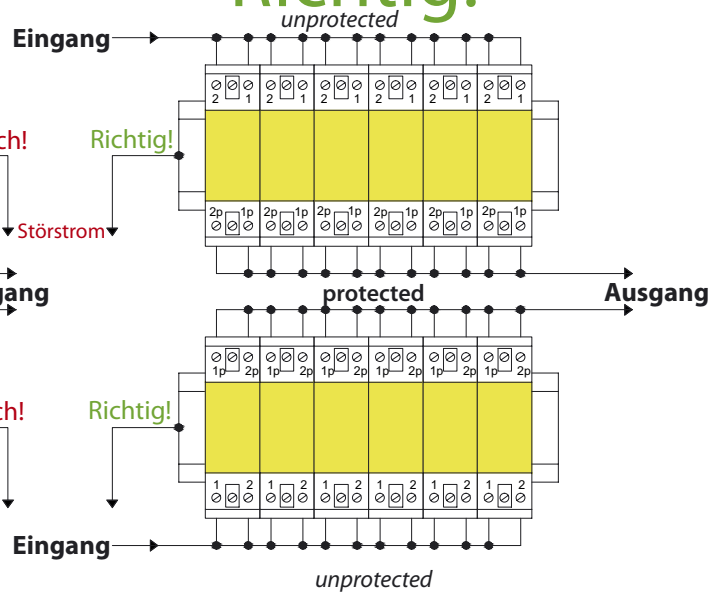 Richtig!
unprotected
Eingang
2 1 2 1 2 1 2 1 2 1 2 1
ch! Richtig!
2p 1p 2p 1p 2p 1p 2p 1p 2p 1p 2p 1p
Störstrom
gang protected Ausgang
1p 2p 1p 2p 1p 2p 1p 2p 1p 2p 1p 2p
ch! Richtig!
1 2 1 2 1 2 1 2 1 2 1 2
Eingang
unprotected